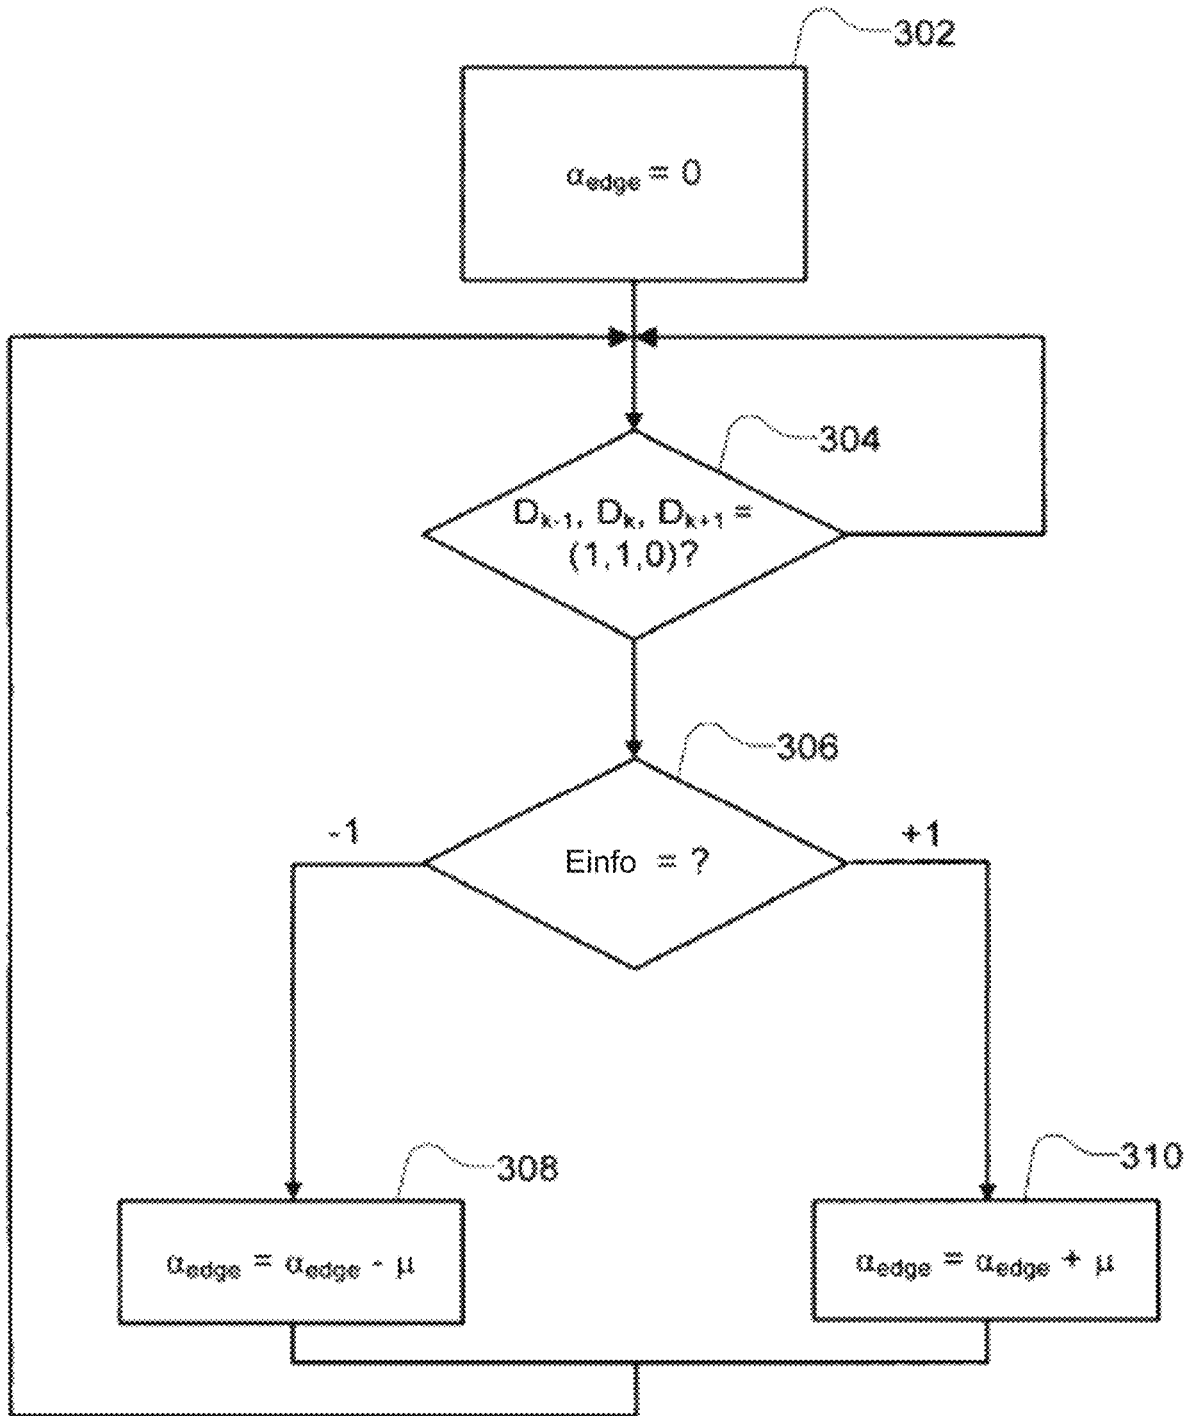 302
α_edge = 0
304
D_k-1, D_k, D_k+1 =
(1,1,0)?
306
-1
+1
Einfo = ?
308
310
α_edge = α_edge - μ
α_edge = α_edge + μ